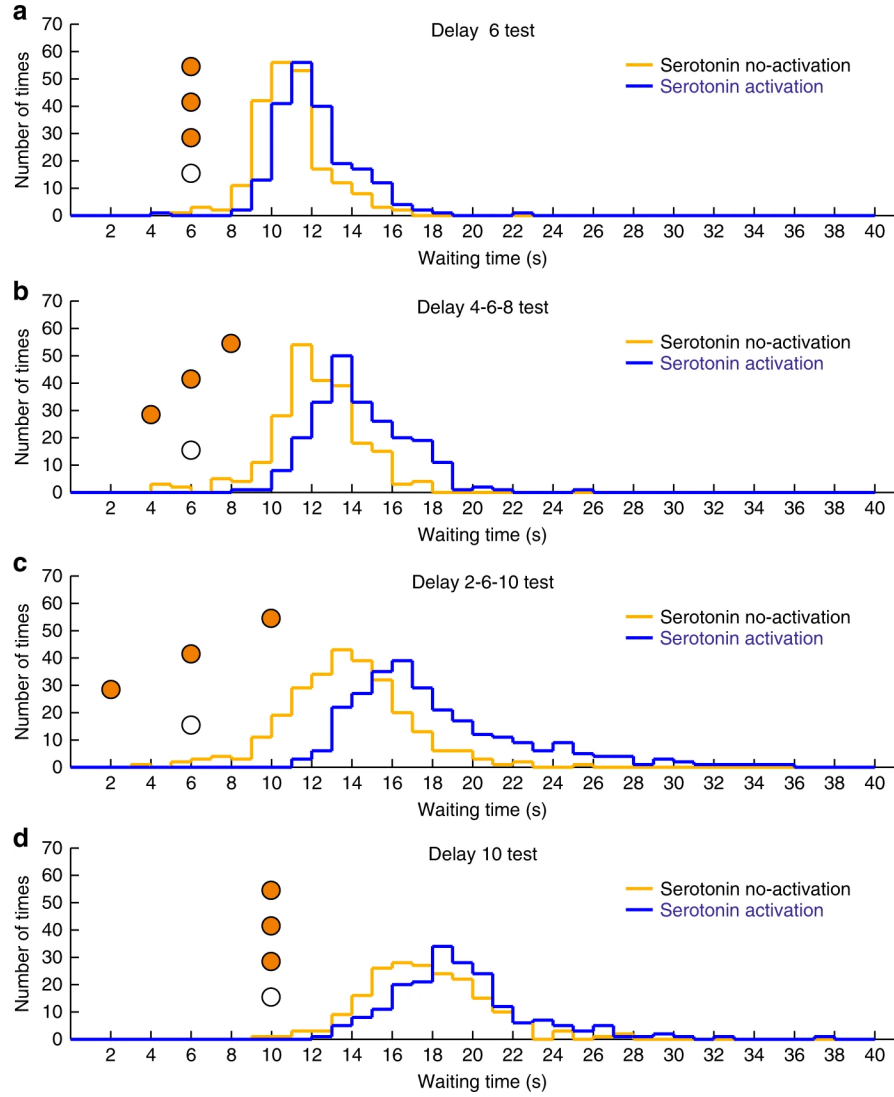 a
Delay 6 test
Number of times
70
60
50
40
30
20
10
0
Serotonin no-activation
Serotonin activation
2 4 6 8 10 12 14 16 18 20 22 24 26 28 30 32 34 36 38 40
Waiting time (s)
b
Delay 4-6-8 test
Number of times
70
60
50
40
30
20
10
0
Serotonin no-activation
Serotonin activation
2 4 6 8 10 12 14 16 18 20 22 24 26 28 30 32 34 36 38 40
Waiting time (s)
c
Delay 2-6-10 test
Number of times
70
60
50
40
30
20
10
0
Serotonin no-activation
Serotonin activation
2 4 6 8 10 12 14 16 18 20 22 24 26 28 30 32 34 36 38 40
Waiting time (s)
d
Delay 10 test
Number of times
70
60
50
40
30
20
10
0
Serotonin no-activation
Serotonin activation
2 4 6 8 10 12 14 16 18 20 22 24 26 28 30 32 34 36 38 40
Waiting time (s)